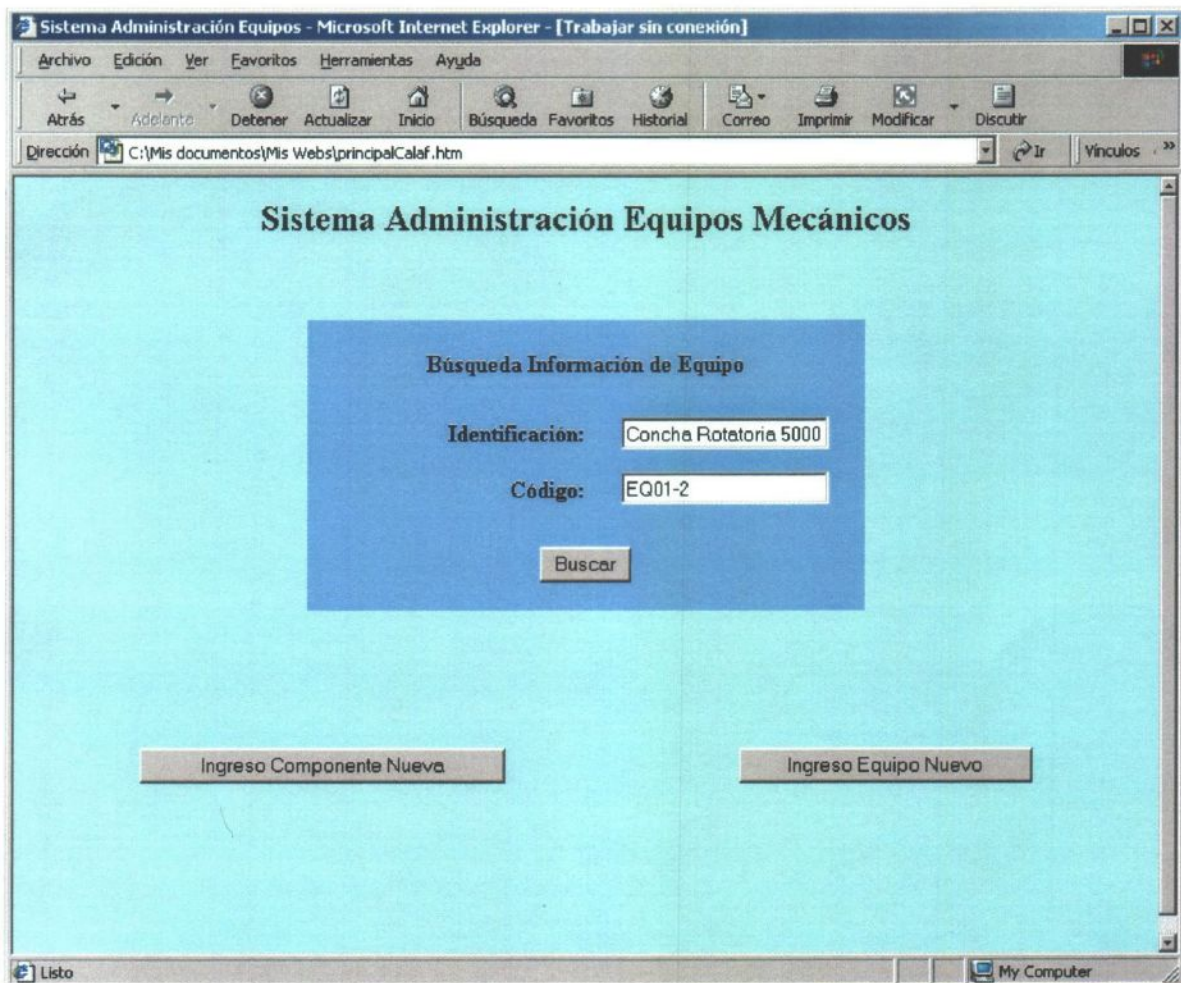 Sistema Administración Equipos - Microsoft Internet Explorer - [Trabajar sin conexión]
Archivo Edición Ver Favoritos Herramientas Ayuda
Atrás Adelante Detener Actualizar Inicio Búsqueda Favoritos Historial Correo Imprimir Modificar Discutir
Dirección C:\Mis documentos\Mis Webs\principalCalaf.htm Ir Vínculos »
Sistema Administración Equipos Mecánicos
Búsqueda Información de Equipo
Identificación: Concha Rotatoria 5000
Código: EQ01-2
Buscar
Ingreso Componente Nueva Ingreso Equipo Nuevo
Listo My Computer